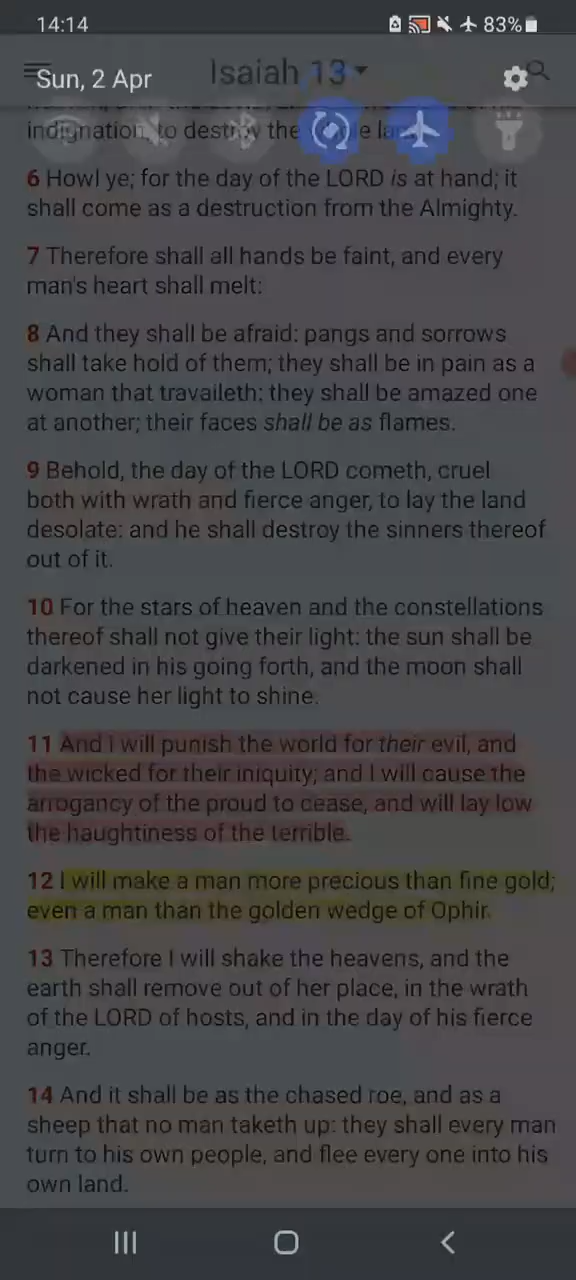 14:14
83%
Isaiah 13
Sun, 2 Apr
indignation, to destroy the whole land.
6 Howl ye; for the day of the LORD is at hand; it
shall come as a destruction from the Almighty.
7 Therefore shall all hands be faint, and every
man's heart shall melt:
8 And they shall be afraid: pangs and sorrows
shall take hold of them; they shall be in pain as a
woman that travaileth: they shall be amazed one
at another; their faces shall be as flames.
9 Behold, the day of the LORD cometh, cruel
both with wrath and fierce anger, to lay the land
desolate: and he shall destroy the sinners thereof
out of it.
10 For the stars of heaven and the constellations
thereof shall not give their light: the sun shall be
darkened in his going forth, and the moon shall
not cause her light to shine.
11 And I will punish the world for their evil, and
the wicked for their iniquity; and I will cause the
arrogancy of the proud to cease, and will lay low
the haughtiness of the terrible.
12 I will make a man more precious than fine gold;
even a man than the golden wedge of Ophir.
13 Therefore I will shake the heavens, and the
earth shall remove out of her place, in the wrath
of the LORD of hosts, and in the day of his fierce
anger.
14 And it shall be as the chased roe, and as a
sheep that no man taketh up: they shall every man
turn to his own people, and flee every one into his
own land.